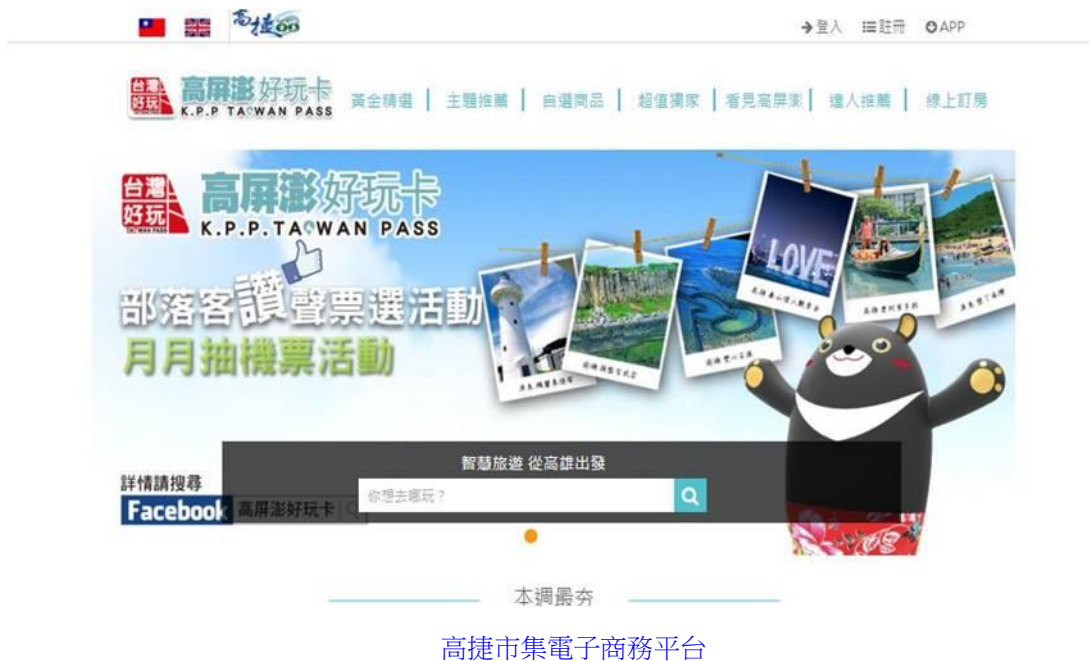 高捷
登入 註冊 APP
台灣好玩 高屏澎好玩卡
K.P.P TAIWAN PASS
黃金精選 | 主題推薦 | 自選商品 | 超值獨家 | 看見高屏澎 | 達人推薦 | 線上訂房
台灣好玩
高屏澎好玩卡
K.P.P.TAIWAN PASS
部落客讚聲票選活動
月月抽機票活動
LOVE
智慧旅遊 從高雄出發
你想去哪玩？
詳情請搜尋
Facebook 高屏澎好玩卡
本週最夯
高捷市集電子商務平台